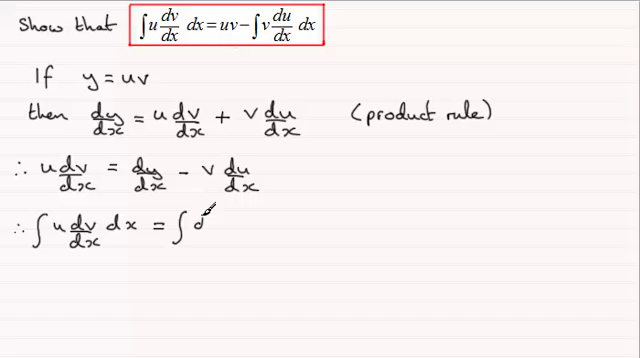 Show that ∫ u dv/dx dx = uv − ∫ v du/dx dx
If y = uv
then dy/dx = u dv/dx + v du/dx (product rule)
∴ u dv/dx = dy/dx − v du/dx
∴ ∫ u dv/dx dx = ∫ d